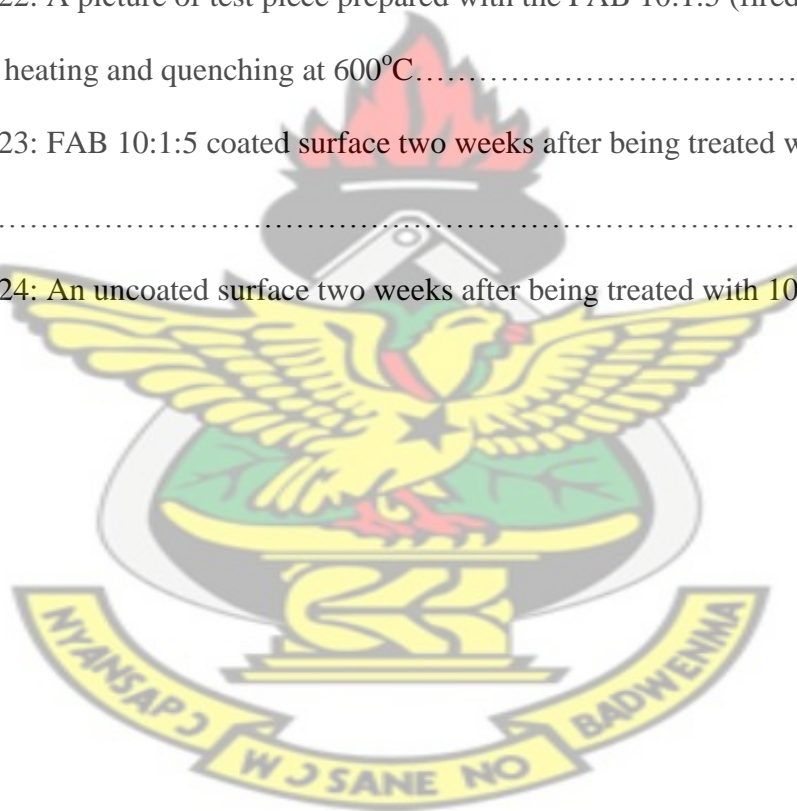 22: A picture of test piece prepared with the FAB 10:1:5 (fired
heating and quenching at 600°C……………………………………
23: FAB 10:1:5 coated surface two weeks after being treated w
………………………………………………………………………………
24: An uncoated surface two weeks after being treated with 10
NYANSAPƆ
WƆ SANE NO
BADWENMA